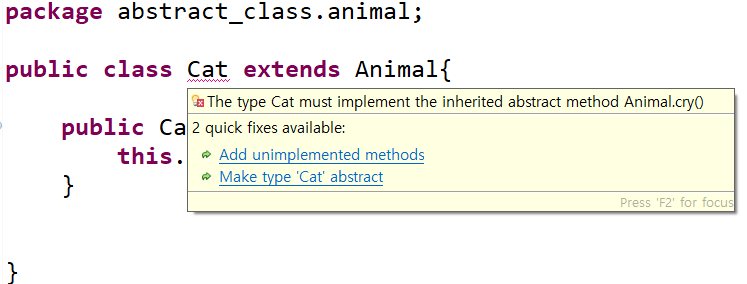 package abstract_class.animal;
public class Cat extends Animal{
The type Cat must implement the inherited abstract method Animal.cry()
2 quick fixes available:
public Ca
Add unimplemented methods
this.
Make type 'Cat' abstract
}
Press 'F2' for focus
}